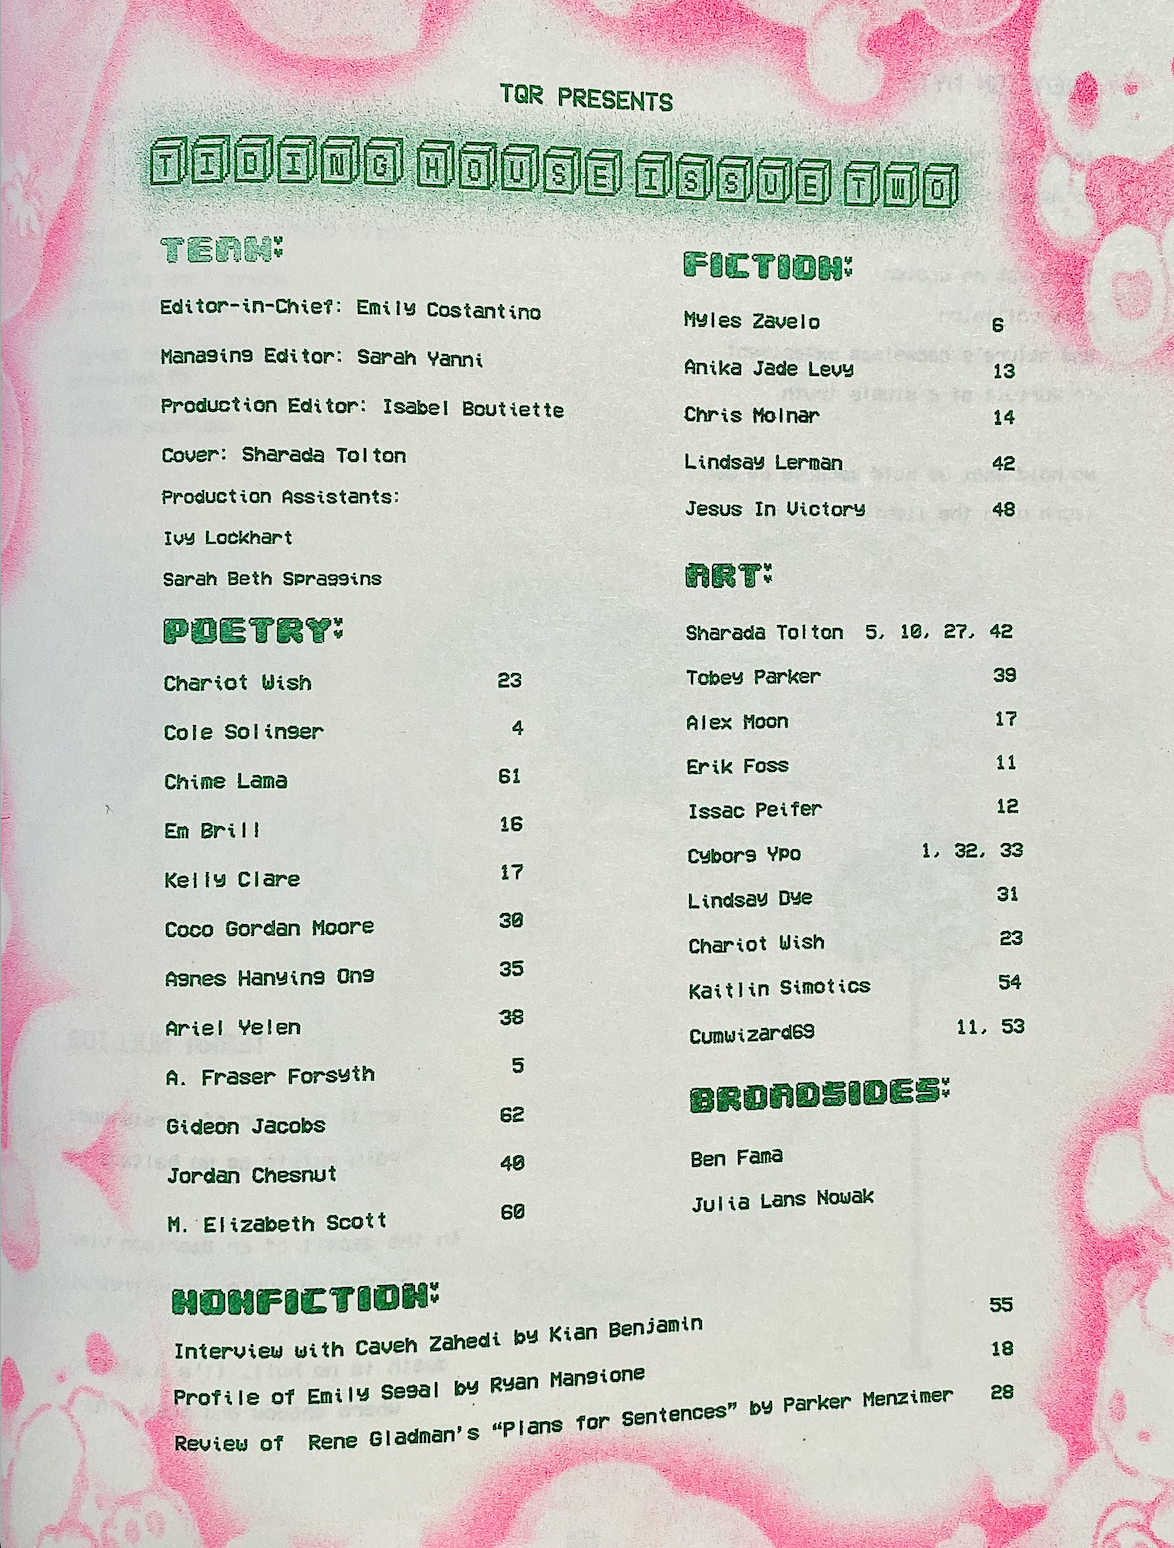 TQR PRESENTS
TIDING HOUSE ISSUE TWO
TEAM:
Editor-in-Chief: Emily Costantino
Managing Editor: Sarah Yanni
Production Editor: Isabel Boutiette
Cover: Sharada Tolton
Production Assistants:
Ivy Lockhart
Sarah Beth Spraggins
POETRY:
Chariot Wish 23
Cole Solinger 4
Chime Lama 61
Em Brill 16
Kelly Clare 17
Coco Gordan Moore 30
Agnes Hanying Ong 35
Ariel Yelen 38
A. Fraser Forsyth 5
Gideon Jacobs 62
Jordan Chesnut 40
M. Elizabeth Scott 60
FICTION:
Myles Zavelo 6
Anika Jade Levy 13
Chris Molnar 14
Lindsay Lerman 42
Jesus In Victory 48
ART:
Sharada Tolton 5, 10, 27, 42
Tobey Parker 39
Alex Moon 17
Erik Foss 11
Issac Peifer 12
Cyborg Ypo 1, 32, 33
Lindsay Dye 31
Chariot Wish 23
Kaitlin Simotics 54
Cumwizard69 11, 53
BROADSIDES:
Ben Fama
Julia Lans Nowak
NONFICTION:
Interview with Caveh Zahedi by Kian Benjamin 55
Profile of Emily Segal by Ryan Mangione 18
Review of Rene Gladman's “Plans for Sentences” by Parker Menzimer 28